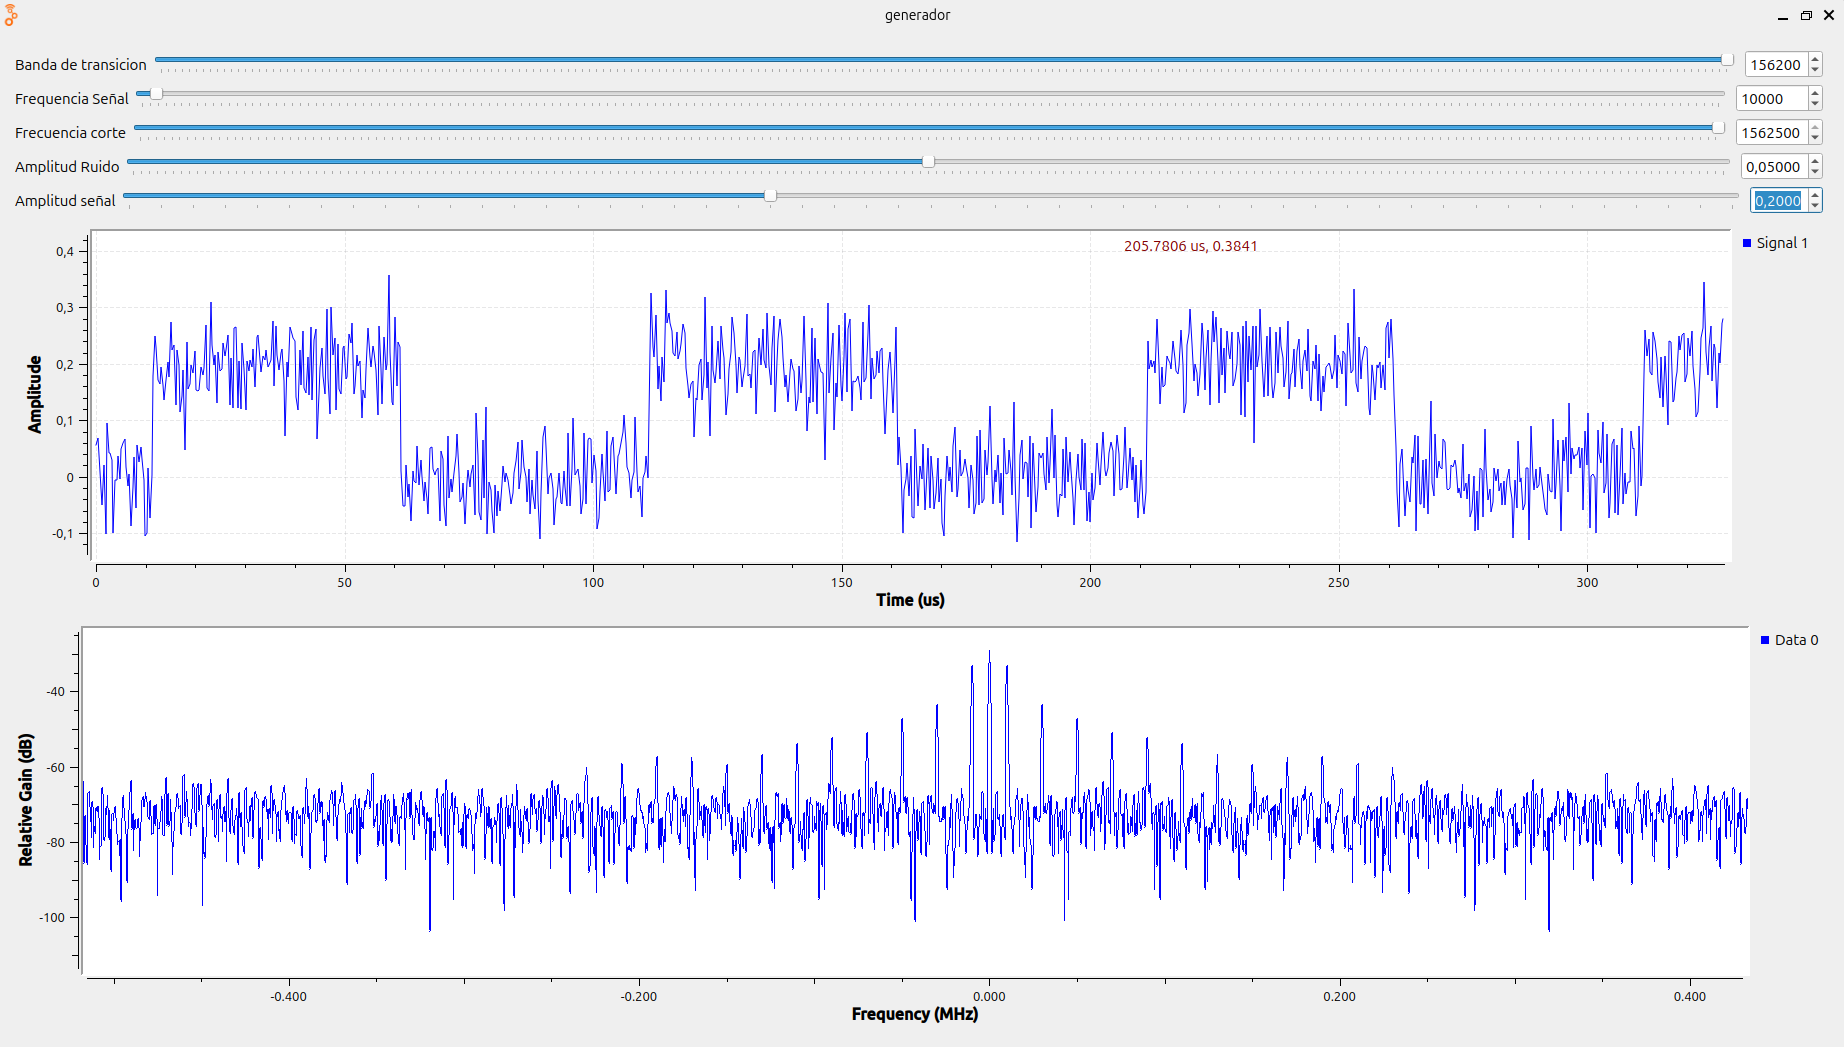 generador
Banda de transicion 156200
Frequencia Señal 10000
Frecuencia corte 1562500
Amplitud Ruido 0,05000
Amplitud señal 0,2000
205.7806 us, 0.3841
Signal 1
0,4
0,3
0,2
0,1
0
-0,1
Amplitude
0 50 100 150 200 250 300
Time (us)
Data 0
-40
-60
-80
-100
Relative Gain (dB)
-0.400 -0.200 0.000 0.200 0.400
Frequency (MHz)